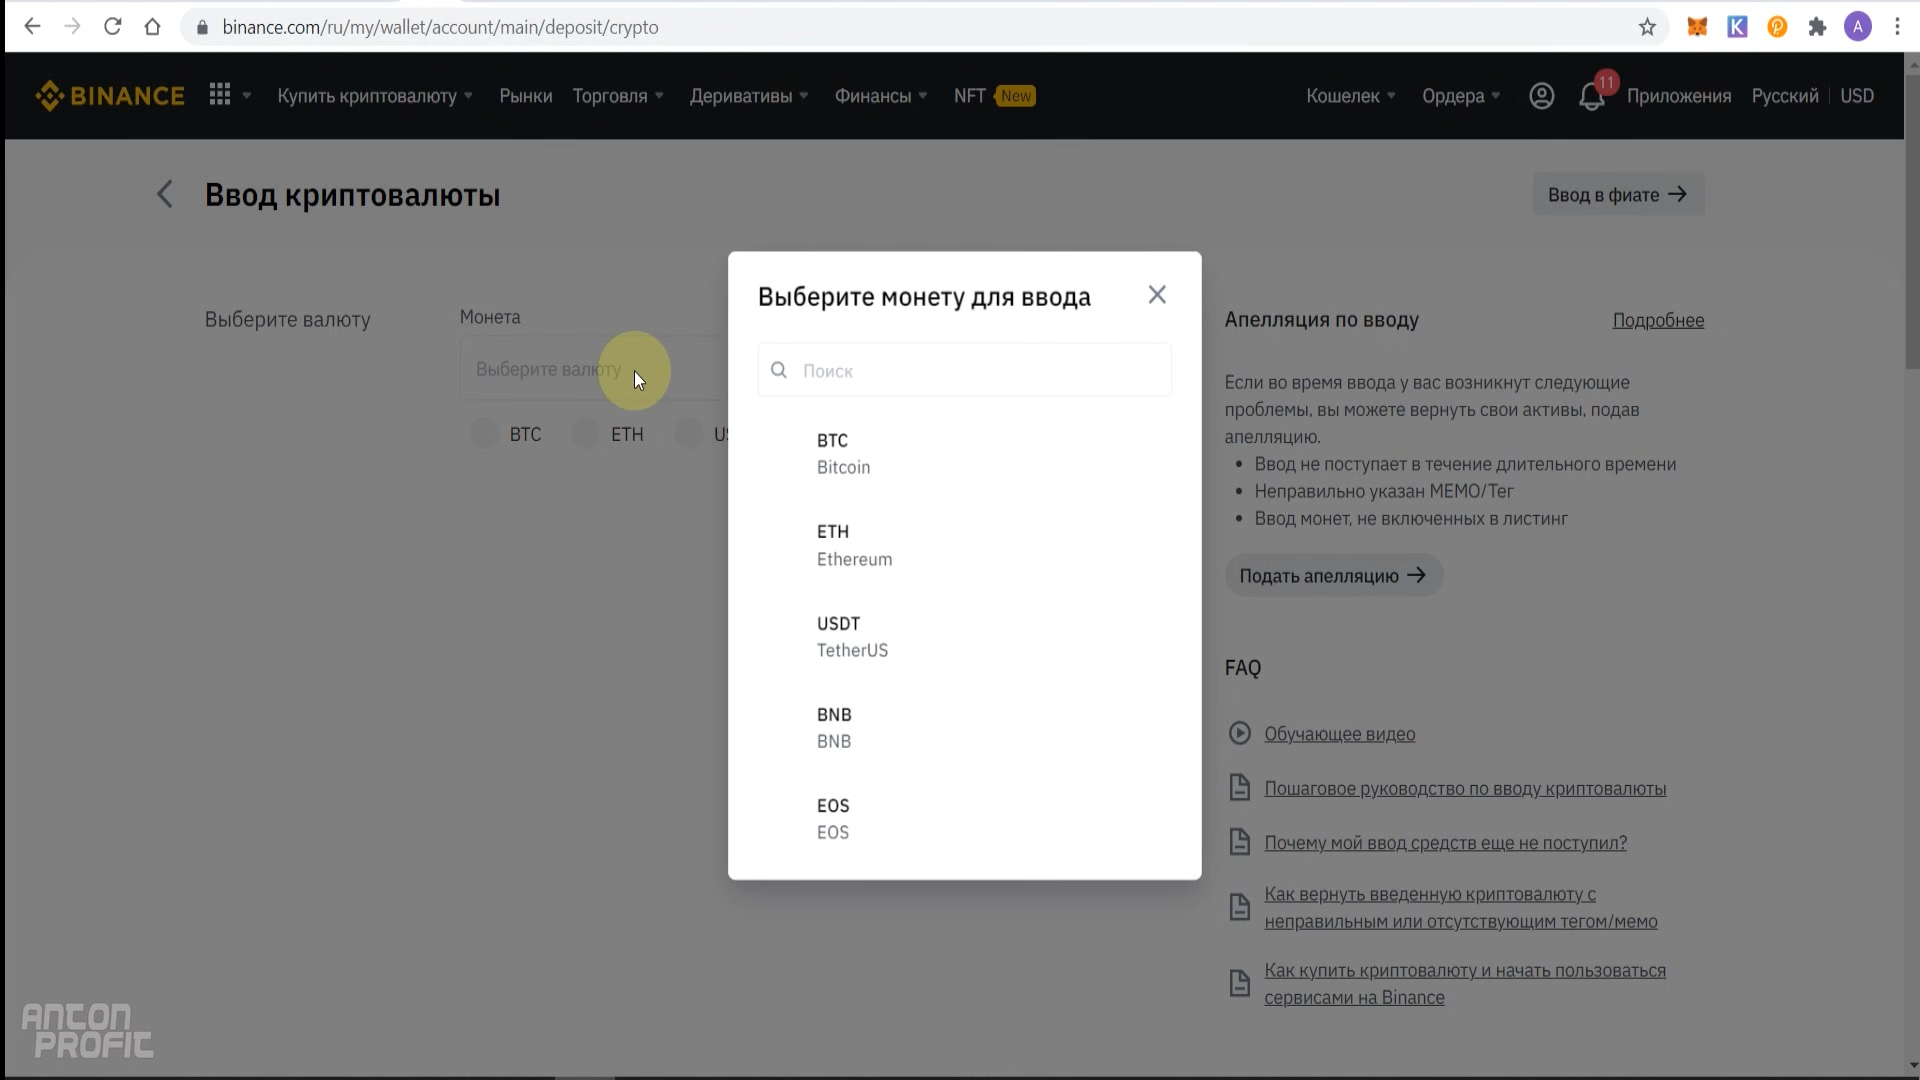 binance.com/ru/my/wallet/account/main/deposit/crypto
K
A
BINANCE
Купить криптовалюту
Рынки
Торговля
Деривативы
Финансы
NFT New
Кошелек
Ордера
11
Приложения
Русский
USD
Ввод криптовалюты
Ввод в фиате →
Выберите валюту
Монета
Выберите валюту
BTC
ETH
Выберите монету для ввода
Поиск
BTC
Bitcoin
ETH
Ethereum
USDT
TetherUS
BNB
BNB
EOS
EOS
Апелляция по вводу
Подробнее
Если во время ввода у вас возникнут следующие
проблемы, вы можете вернуть свои активы, подав
апелляцию.
• Ввод не поступает в течение длительного времени
• Неправильно указан MEMO/Тег
• Ввод монет, не включенных в листинг
Подать апелляцию →
FAQ
Обучающее видео
Пошаговое руководство по вводу криптовалюты
Почему мой ввод средств еще не поступил?
Как вернуть введенную криптовалюту с
неправильным или отсутствующим тегом/мемо
Как купить криптовалюту и начать пользоваться
сервисами на Binance
ANTON
PROFIT